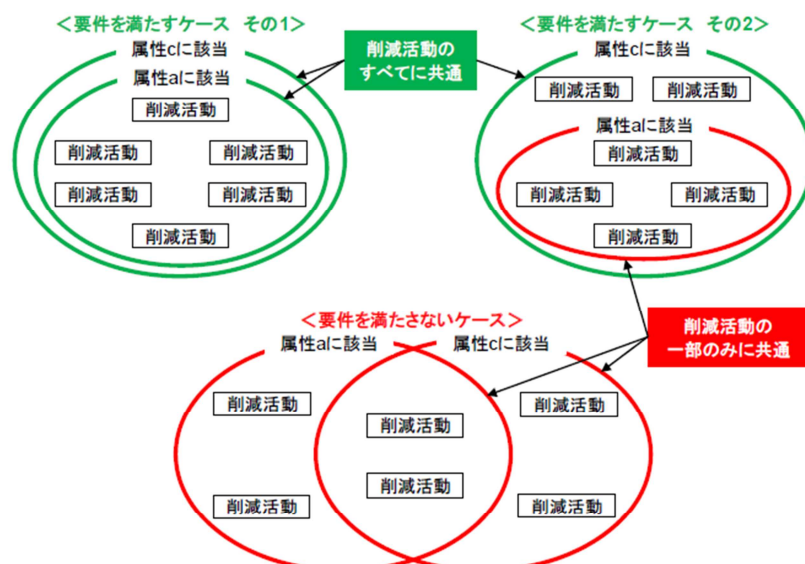 ＜要件を満たすケース　その1＞
属性cに該当
属性aに該当
削減活動
削減活動
削減活動
削減活動
削減活動
削減活動
削減活動の
すべてに共通
＜要件を満たすケース　その2＞
属性cに該当
削減活動
削減活動
属性aに該当
削減活動
削減活動
削減活動
削減活動
削減活動の
一部のみに共通
＜要件を満たさないケース＞
属性aに該当
属性cに該当
削減活動
削減活動
削減活動
削減活動
削減活動
削減活動